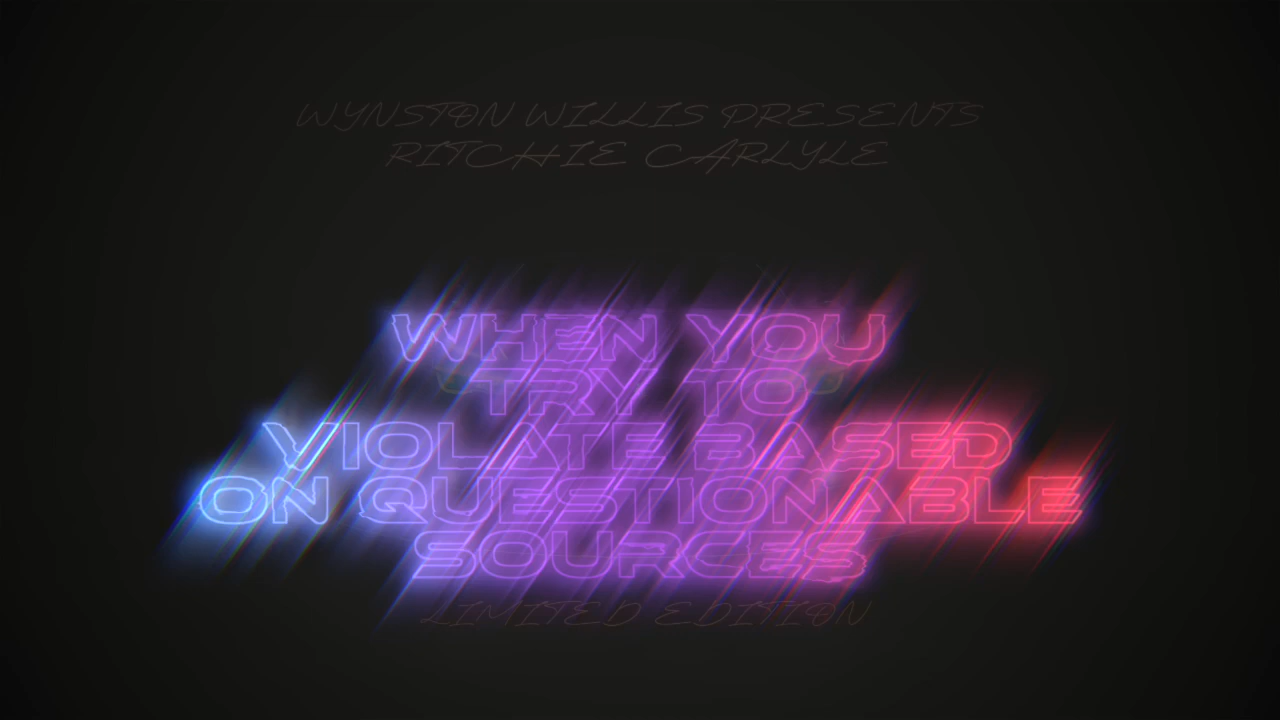 WYNSTON WILLIS PRESENTS
RITCHIE CARLYLE
WHEN YOU
TRY TO
VIOLATE BASED
ON QUESTIONABLE
SOURCES
LIMITED EDITION